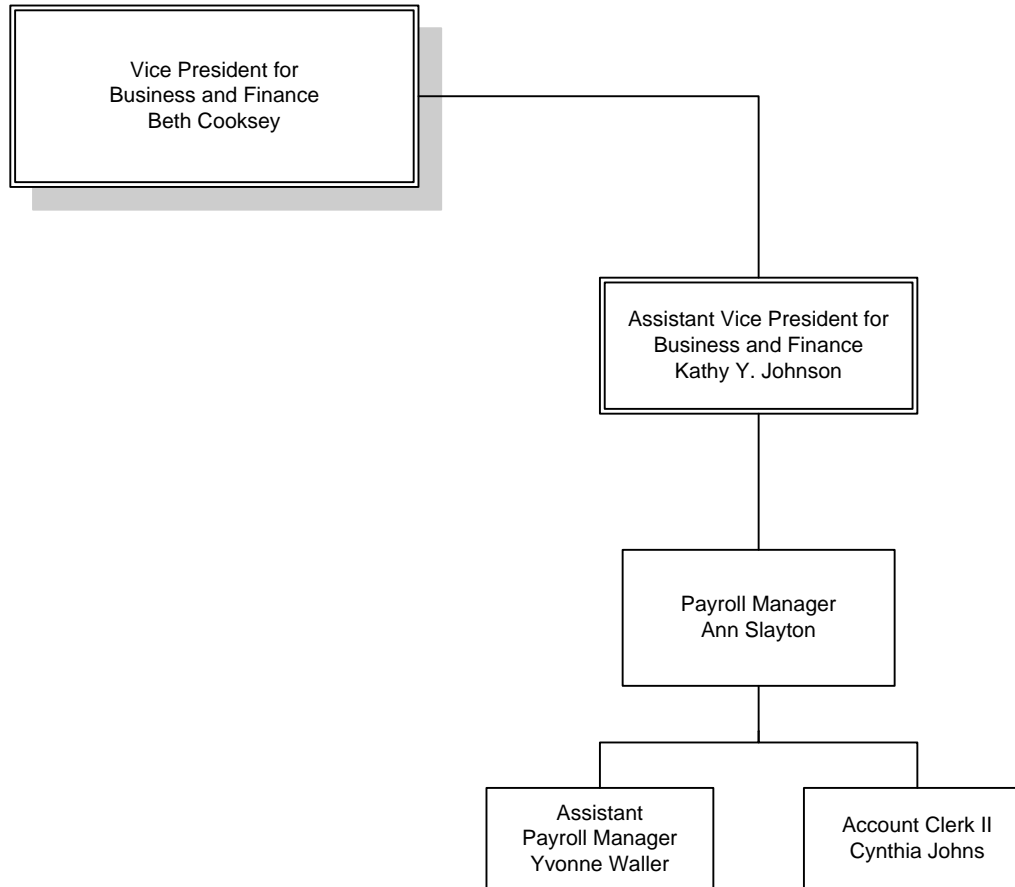 Vice President for
Business and Finance
Beth Cooksey
Assistant Vice President for
Business and Finance
Kathy Y. Johnson
Payroll Manager
Ann Slayton
Assistant
Payroll Manager
Yvonne Waller
Account Clerk II
Cynthia Johns